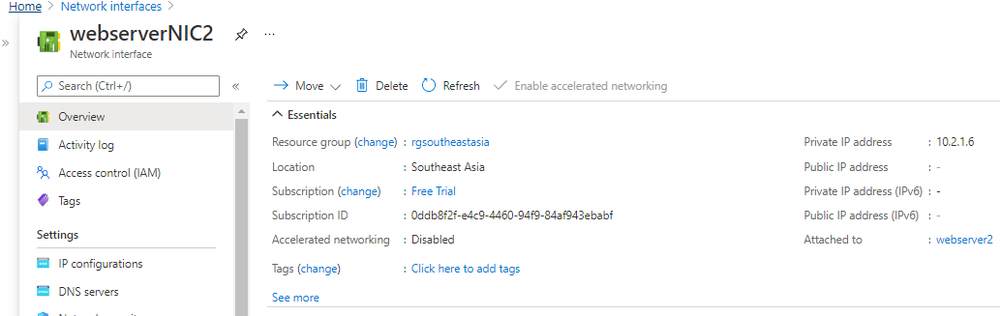 Home > Network interfaces >
»
webserverNIC2 ...
Network interface
Search (Ctrl+/) «
Overview
Activity log
Access control (IAM)
Tags
Settings
IP configurations
DNS servers
Move Delete Refresh Enable accelerated networking
Essentials
Resource group (change) : rgsoutheastasia
Location : Southeast Asia
Subscription (change) : Free Trial
Subscription ID : 0ddb8f2f-e4c9-4460-94f9-84af943ebabf
Accelerated networking : Disabled
Tags (change) : Click here to add tags
See more
Private IP address : 10.2.1.6
Public IP address : -
Private IP address (IPv6) : -
Public IP address (IPv6) : -
Attached to : webserver2